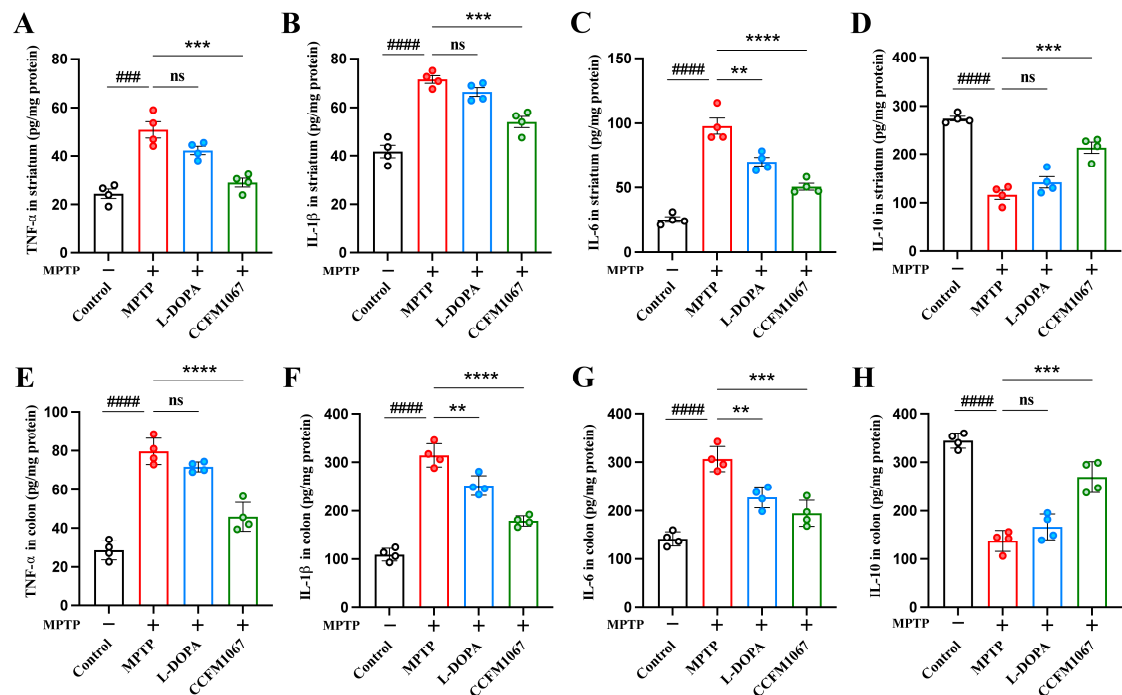 A
TNF-α in striatum (pg/mg protein)
80
60
40
20
0
***
###
ns
MPTP − + + +
Control
MPTP
L-DOPA
CCFM1067
B
IL-1β in striatum (pg/mg protein)
80
60
40
20
0
***
####
ns
− + + +
Control
MPTP
L-DOPA
CCFM1067
C
IL-6 in striatum (pg/mg protein)
150
100
50
0
****
####
**
MPTP − + + +
Control
MPTP
L-DOPA
CCFM1067
D
IL-10 in striatum (pg/mg protein)
400
300
200
100
0
***
####
ns
− + + +
Control
MPTP
L-DOPA
CCFM1067
E
TNF-α in colon (pg/mg protein)
100
80
60
40
20
0
****
####
ns
MPTP − + + +
Control
MPTP
L-DOPA
CCFM1067
F
IL-1β in colon (pg/mg protein)
400
300
200
100
0
****
####
**
− + + +
Control
MPTP
L-DOPA
CCFM1067
G
IL-6 in colon (pg/mg protein)
400
300
200
100
0
***
####
**
MPTP − + + +
Control
MPTP
L-DOPA
CCFM1067
H
IL-10 in colon (pg/mg protein)
400
300
200
100
0
***
####
ns
− + + +
Control
MPTP
L-DOPA
CCFM1067